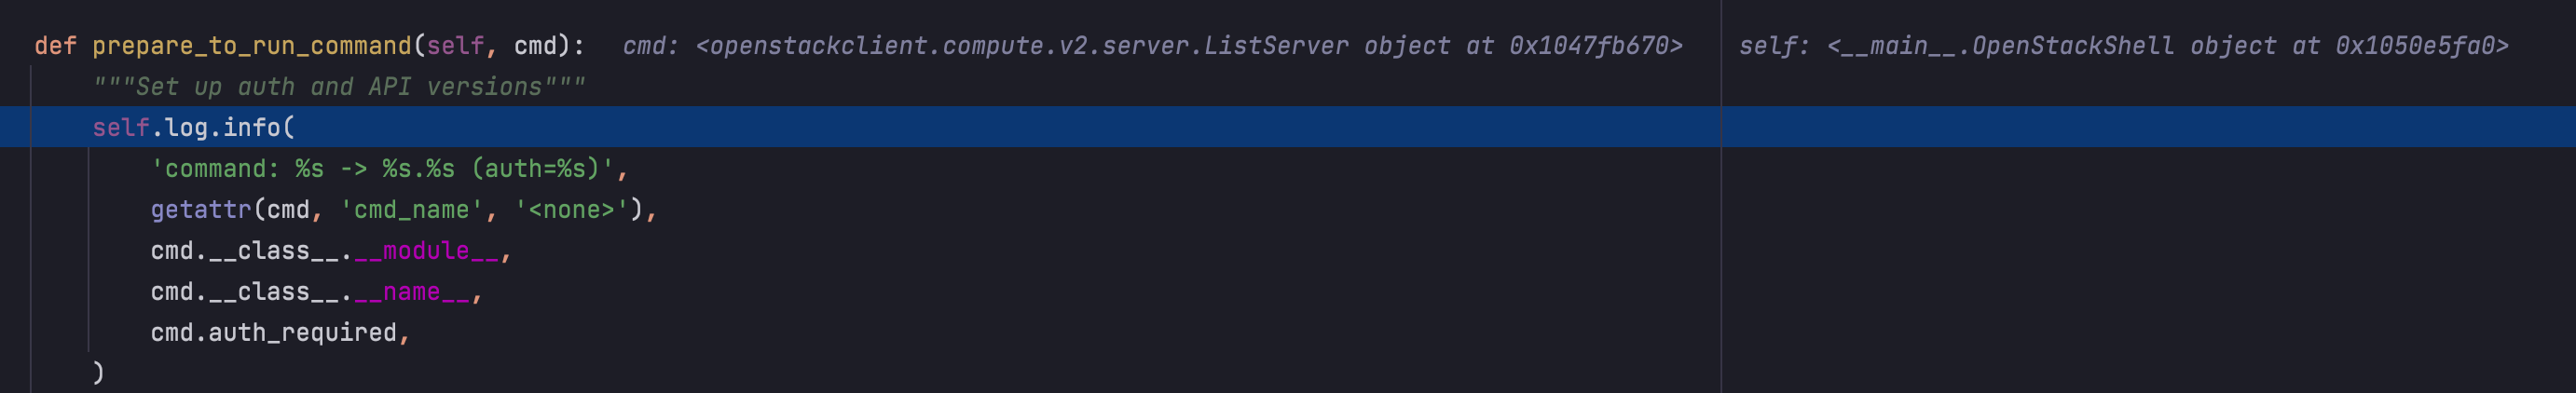 def prepare_to_run_command(self, cmd):   cmd: <openstackclient.compute.v2.server.ListServer object at 0x1047fb670>    self: <__main__.OpenStackShell object at 0x1050e5fa0>
    """Set up auth and API versions"""
    self.log.info(
        'command: %s -> %s.%s (auth=%s)',
        getattr(cmd, 'cmd_name', '<none>'),
        cmd.__class__.__module__,
        cmd.__class__.__name__,
        cmd.auth_required,
    )